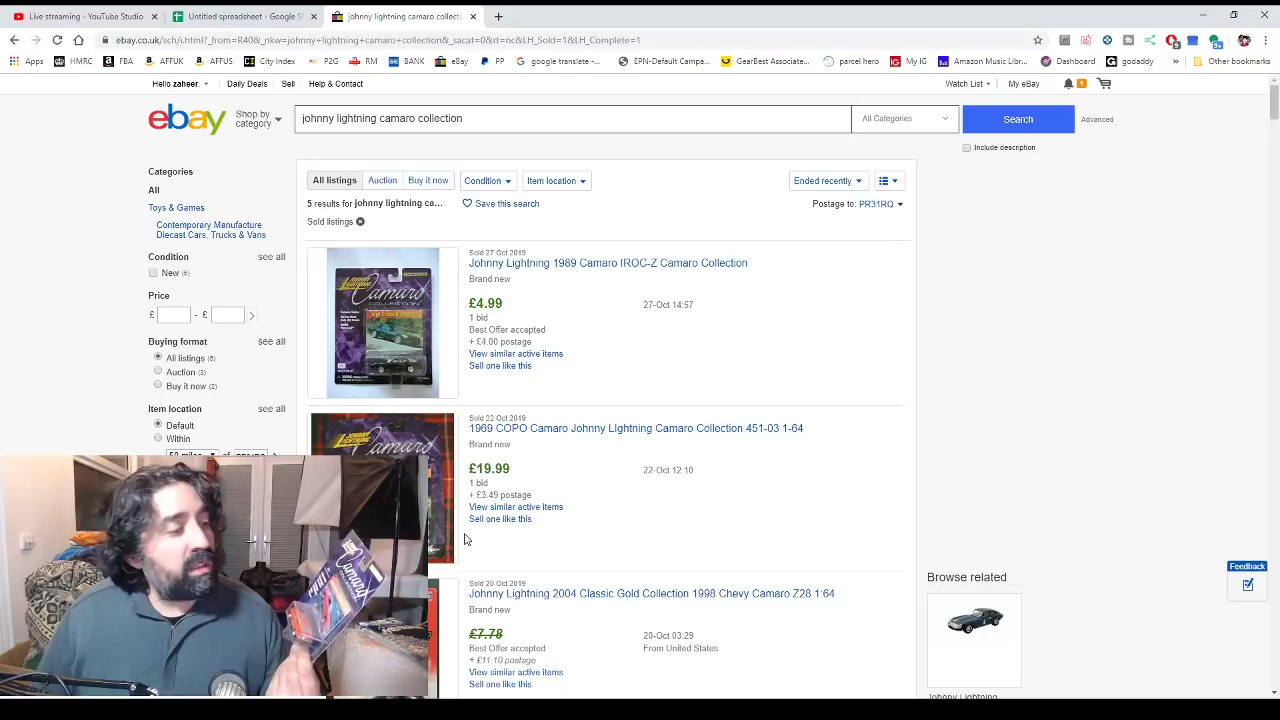 Live streaming - YouTube Studio
Untitled spreadsheet - Google S
johnny lightning camaro collecti
ebay.co.uk/sch/i.html?_from=R40&_nkw=johnny+lightning+camaro+collection&_sacat=0&rt=nc&LH_Sold=1&LH_Complete=1
Apps HMRC FBA AFFUK AFFUS City Index P2G RM BANK eBay PP google translate -... EPN-Default Campa... GearBest Associate... parcel hero My IG Amazon Music Libr... Dashboard godaddy » Other bookmarks
Hello zaheer. Daily Deals Sell Help & Contact Watch List My eBay 1
ebay Shop by category johnny lightning camaro collection All Categories Search Advanced
Include description
Categories
All
Toys & Games
Contemporary Manufacture
Diecast Cars, Trucks & Vans
Condition see all
New (5)
Price
£ - £
Buying format see all
All listings (5)
Auction (3)
Buy it now (2)
Item location see all
Default
Within
All listings Auction Buy it now Condition Item location Ended recently
5 results for johnny lightning ca... Save this search Postage to: PR31RQ
Sold listings
Sold 27 Oct 2019
Johnny Lightning 1989 Camaro IROC-Z Camaro Collection
Brand new
£4.99 27-Oct 14:57
1 bid
Best Offer accepted
+ £4.00 postage
View similar active items
Sell one like this
JOHNNY LIGHTNING
Camaro
COLLECTION
Sold 22 Oct 2019
1969 COPO Camaro Johnny LIghtning Camaro Collection 451-03 1-64
Brand new
£19.99 22-Oct 12:10
1 bid
+ £3.49 postage
View similar active items
Sell one like this
Camaro
Sold 20 Oct 2019
Johnny Lightning 2004 Classic Gold Collection 1998 Chevy Camaro Z28 1:64
Brand new
£7.78 20-Oct 03:29
Best Offer accepted From United States
+ £11.10 postage
View similar active items
Sell one like this
Camaro
Browse related
Johnny Lightning
Feedback